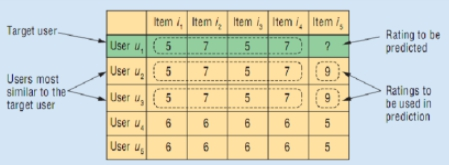 Item i₁ Item i₂ Item i₃ Item i₄ Item i₅
Target user
User u₁ 5 7 5 7 ?
Rating to be
predicted
Users most
similar to the
target user
User u₂ 5 7 5 7 9
User u₃ 5 7 5 7 9
Ratings to
be used in
prediction
User u₄ 6 6 6 6 5
User u₅ 6 6 6 6 5